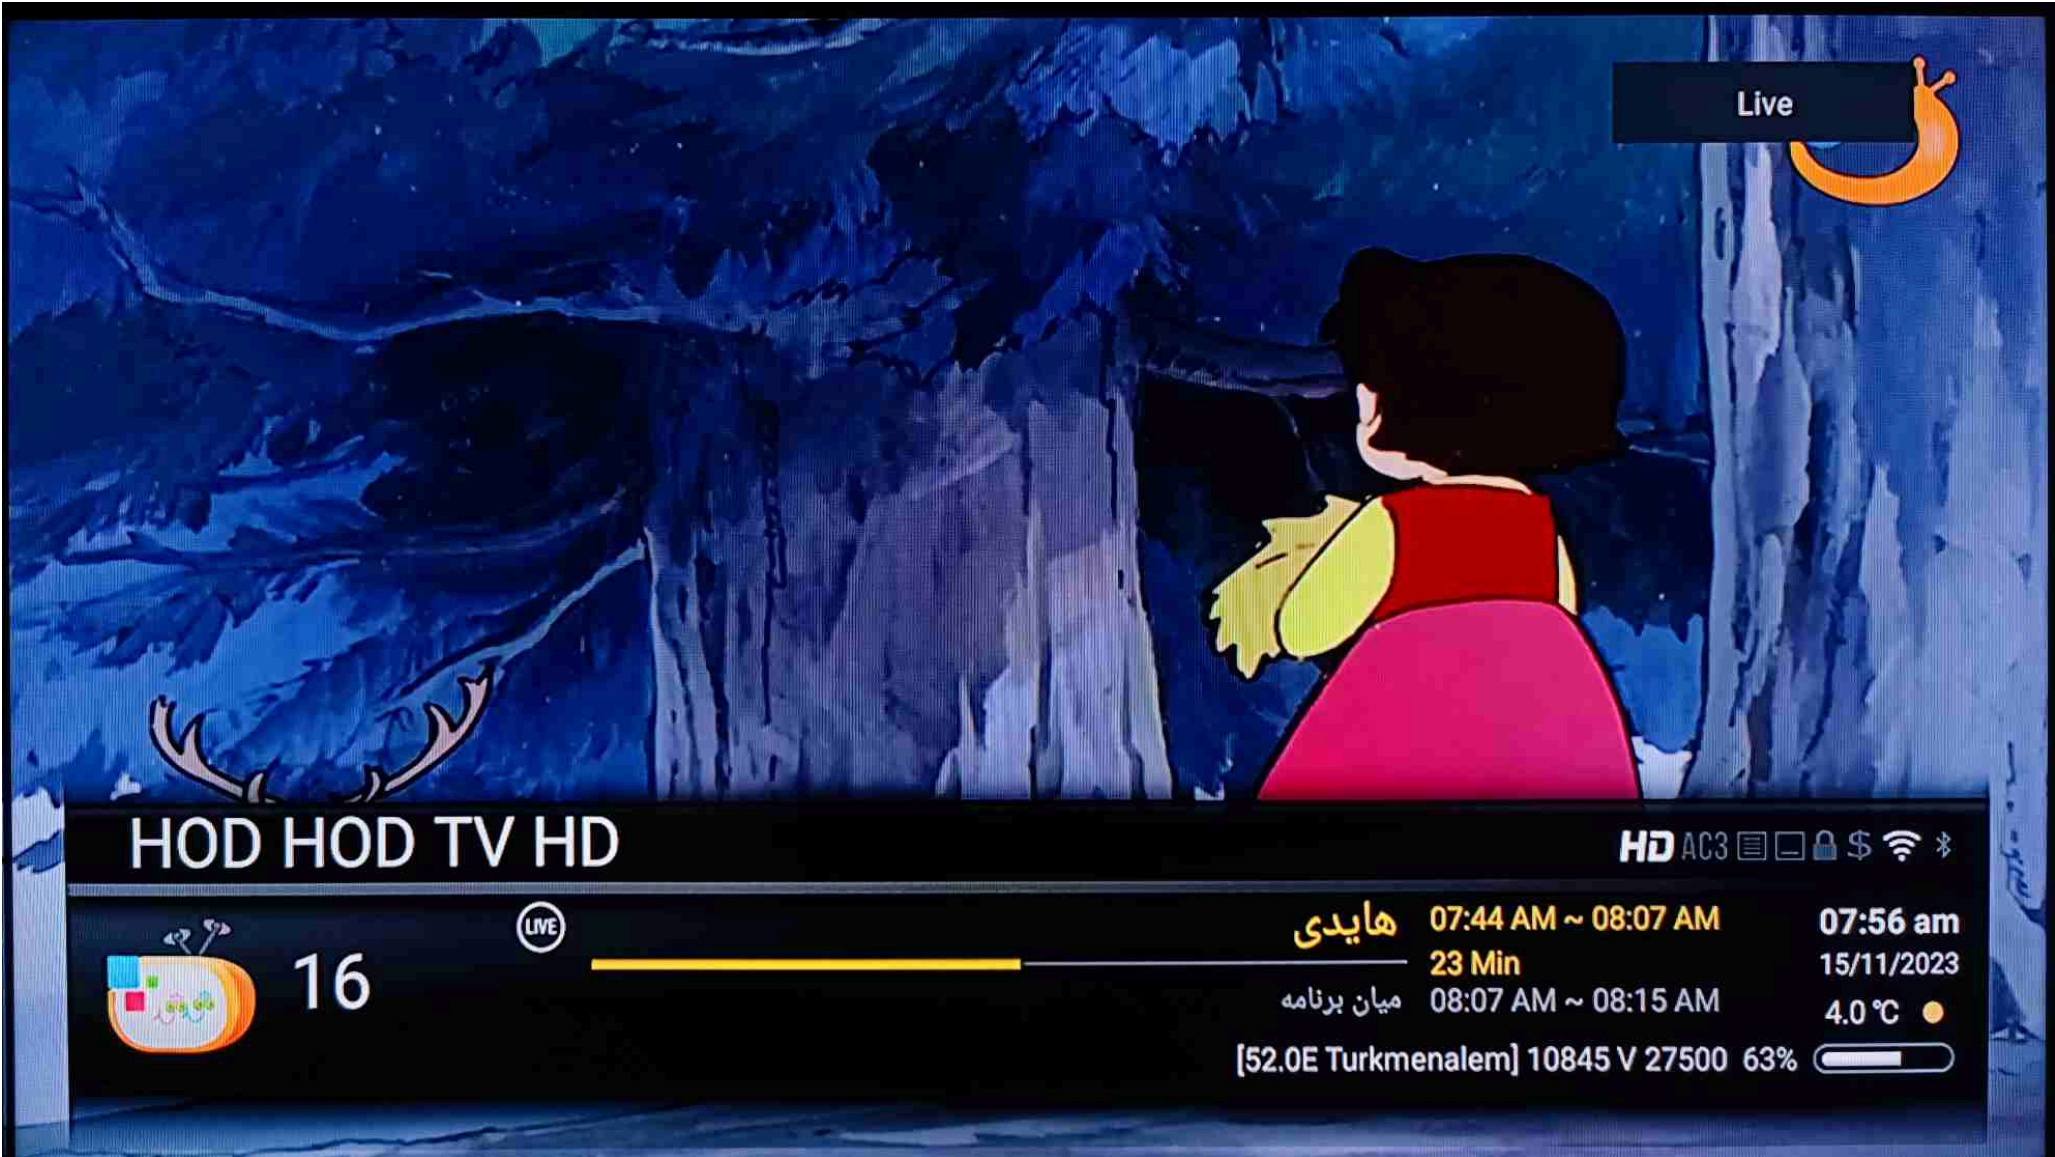 Live
HOD HOD TV HD
HD AC3 $
LIVE
هایدی 07:44 AM ~ 08:07 AM
07:56 am
16
23 Min
15/11/2023
میان برنامه 08:07 AM ~ 08:15 AM
4.0 °C
[52.0E Turkmenalem] 10845 V 27500 63%